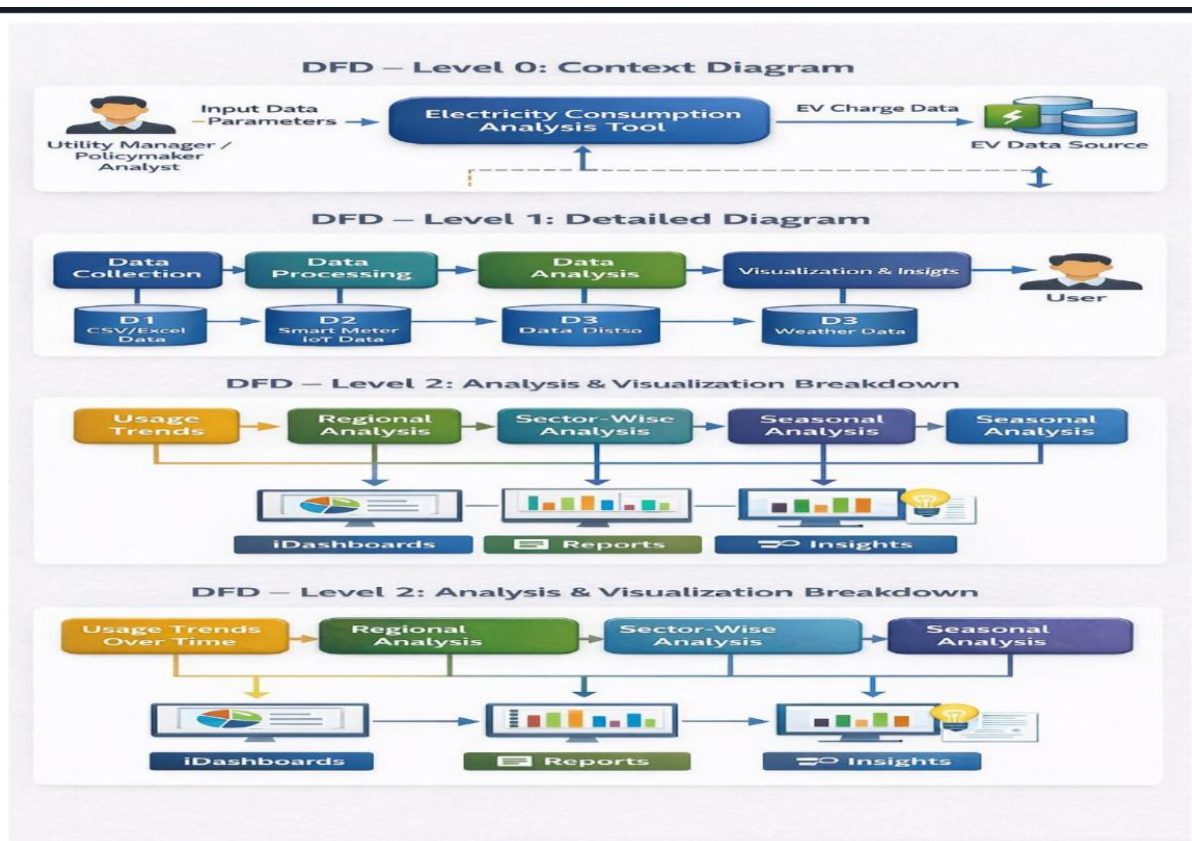 DFD – Level 0: Context Diagram
Input Data
Parameters
Utility Manager /
Policymaker
Analyst
Electricity Consumption
Analysis Tool
EV Charge Data
EV Data Source
DFD – Level 1: Detailed Diagram
Data
Collection
Data
Processing
Data
Analysis
Visualization & Insigts
User
D1
CSV/Excel
Data
D2
Smart Meter
IoT Data
D3
Data Distso
D3
Weather Data
DFD – Level 2: Analysis & Visualization Breakdown
Usage
Trends
Regional
Analysis
Sector-Wise
Analysis
Seasonal
Analysis
Seasonal
Analysis
iDashboards
Reports
Insights
DFD – Level 2: Analysis & Visualization Breakdown
Usage Trends
Over Time
Regional
Analysis
Sector-Wise
Analysis
Seasonal
Analysis
iDashboards
Reports
Insights